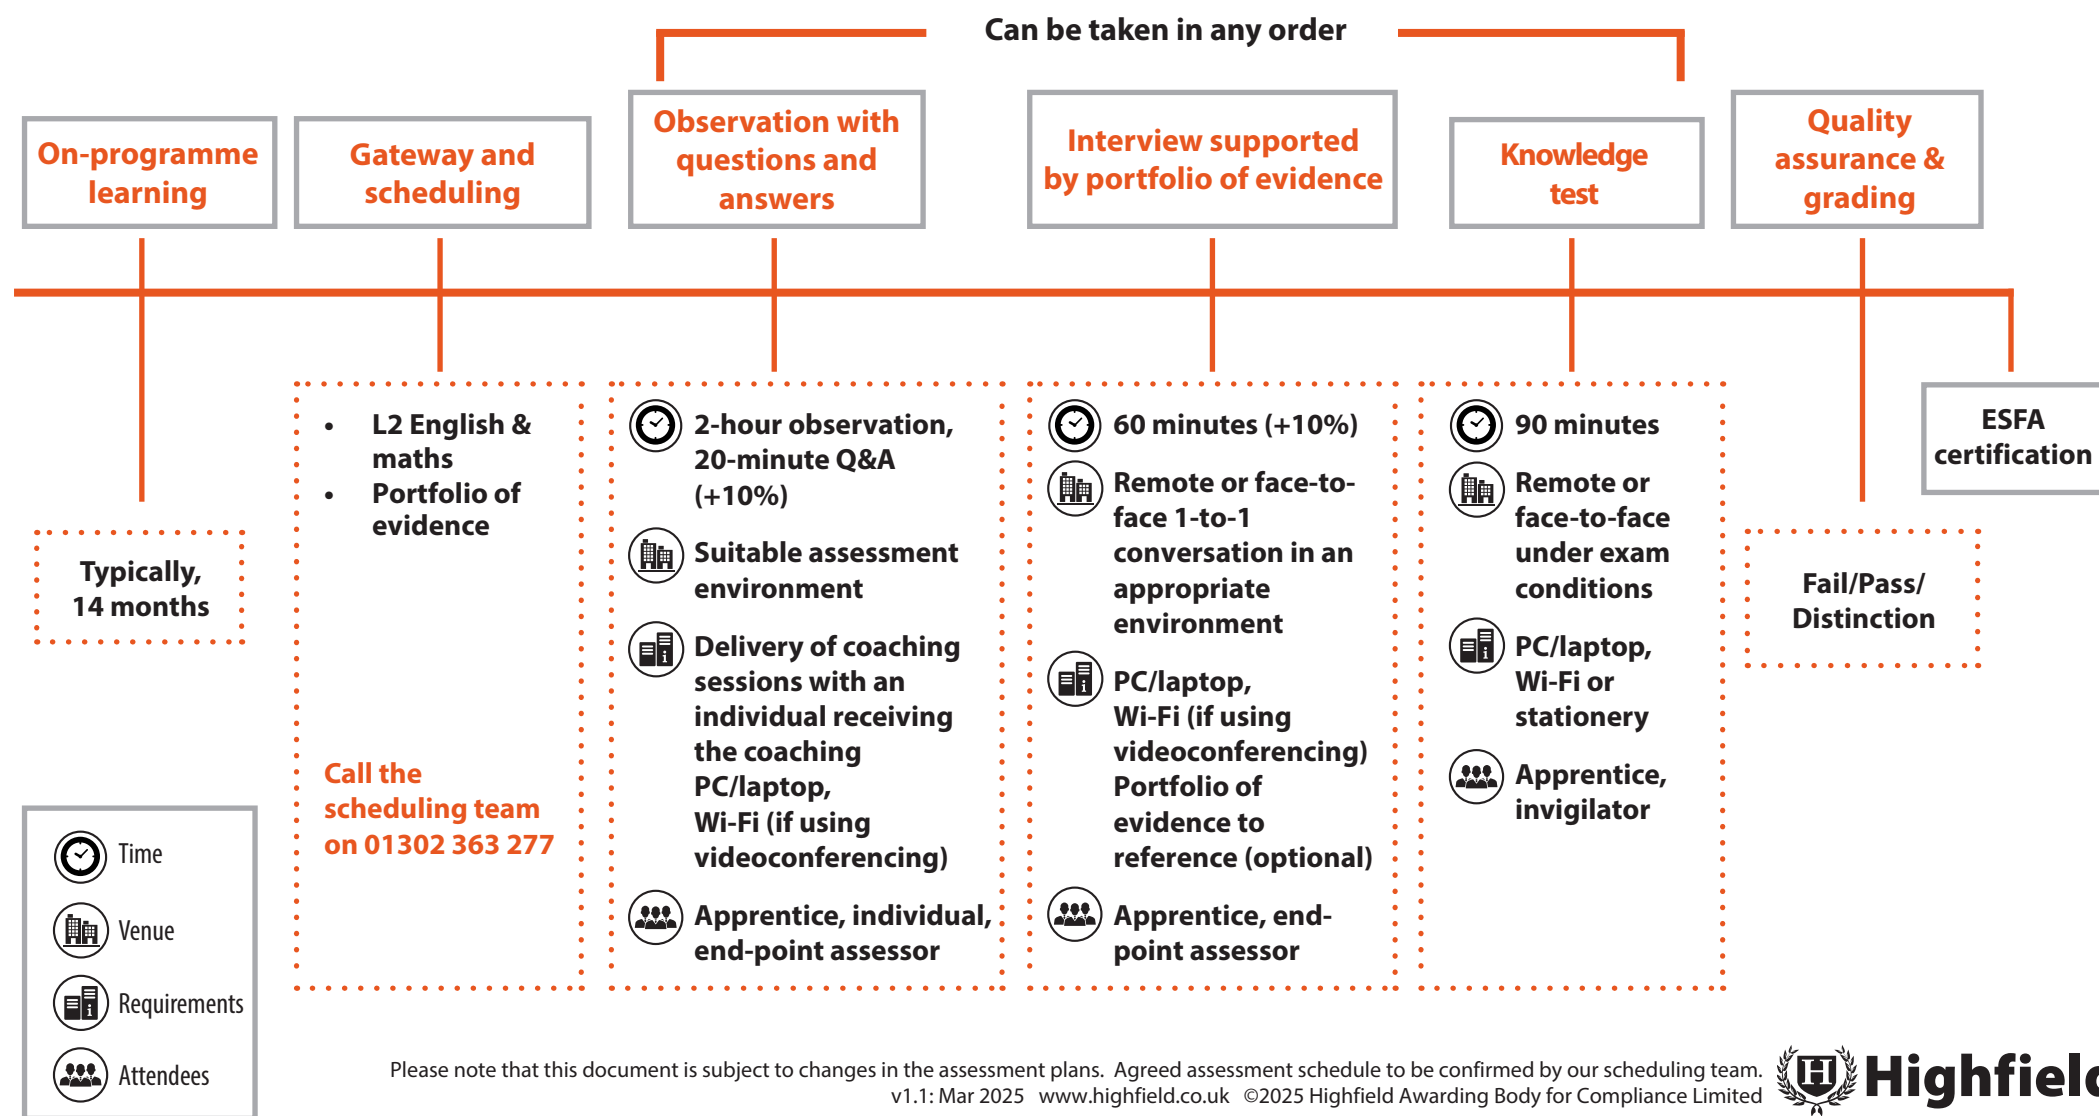 Can be taken in any order
On-programme
learning
Gateway and
scheduling
Observation with
questions and
answers
Interview supported
by portfolio of evidence
Knowledge
test
Quality
assurance &
grading
Typically,
14 months
• L2 English &
maths
• Portfolio of
evidence
Call the
scheduling team
on 01302 363 277
2-hour observation,
20-minute Q&A
(+10%)
Suitable assessment
environment
Delivery of coaching
sessions with an
individual receiving
the coaching
PC/laptop,
Wi-Fi (if using
videoconferencing)
Apprentice, individual,
end-point assessor
60 minutes (+10%)
Remote or face-to-
face 1-to-1
conversation in an
appropriate
environment
PC/laptop,
Wi-Fi (if using
videoconferencing)
Portfolio of
evidence to
reference (optional)
Apprentice, end-
point assessor
90 minutes
Remote or
face-to-face
under exam
conditions
PC/laptop,
Wi-Fi or
stationery
Apprentice,
invigilator
Fail/Pass/
Distinction
ESFA
certification
Time
Venue
Requirements
Attendees
Please note that this document is subject to changes in the assessment plans. Agreed assessment schedule to be confirmed by our scheduling team.
v1.1: Mar 2025 www.highfield.co.uk ©2025 Highfield Awarding Body for Compliance Limited
H Highfield